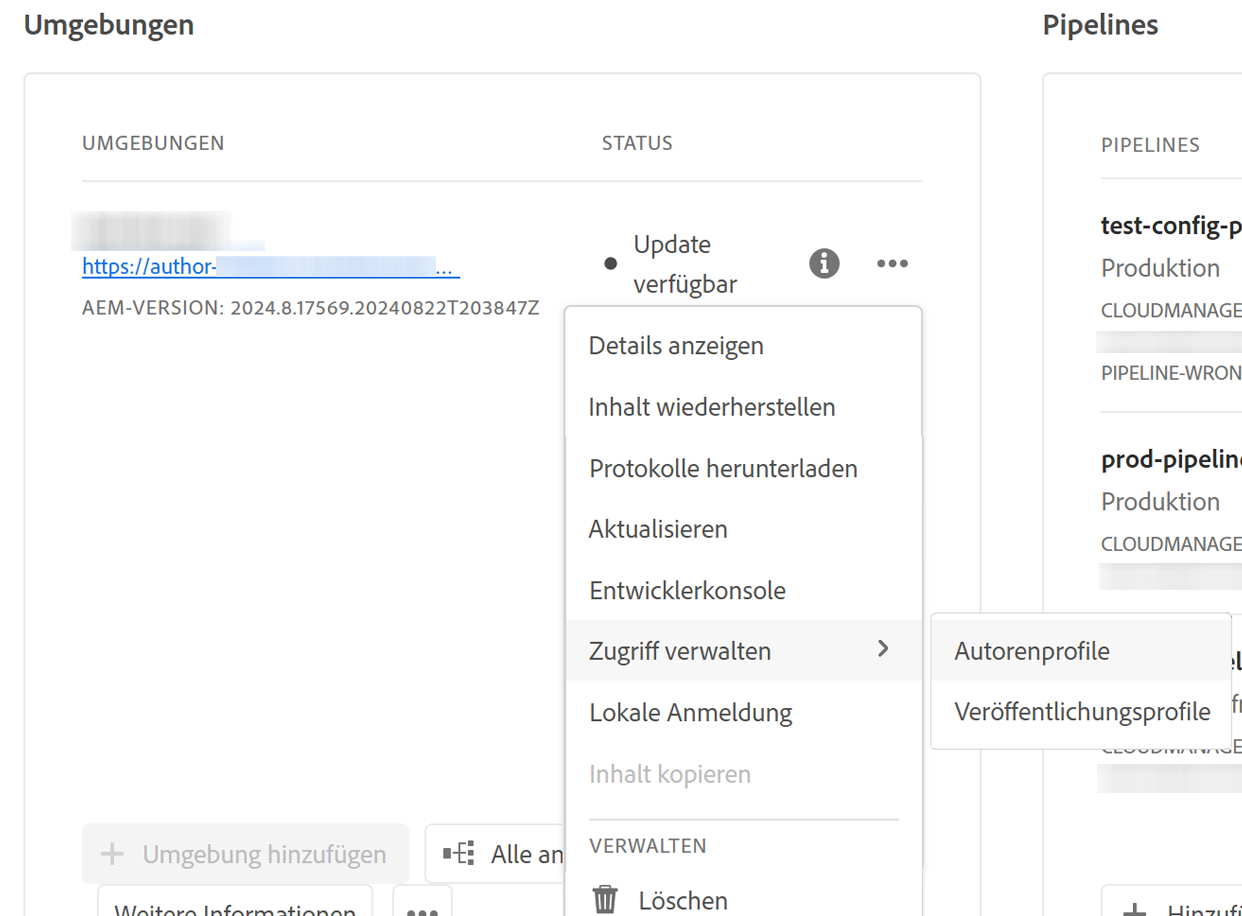 Umgebungen
UMGEBUNGEN
STATUS
https://author-
...
AEM-VERSION: 2024.8.17569.20240822T203847Z
Update
verfügbar
Details anzeigen
Inhalt wiederherstellen
Protokolle herunterladen
Aktualisieren
Entwicklerkonsole
Zugriff verwalten
Lokale Anmeldung
Inhalt kopieren
VERWALTEN
Löschen
Autorenprofile
Veröffentlichungsprofile
Umgebung hinzufügen
Alle an
Weitere Informationen
Pipelines
PIPELINES
test-config-p
Produktion
CLOUDMANAGE
PIPELINE-WRON
prod-pipeline
Produktion
CLOUDMANAGE
CLOUDMANAGE
Hinzufü